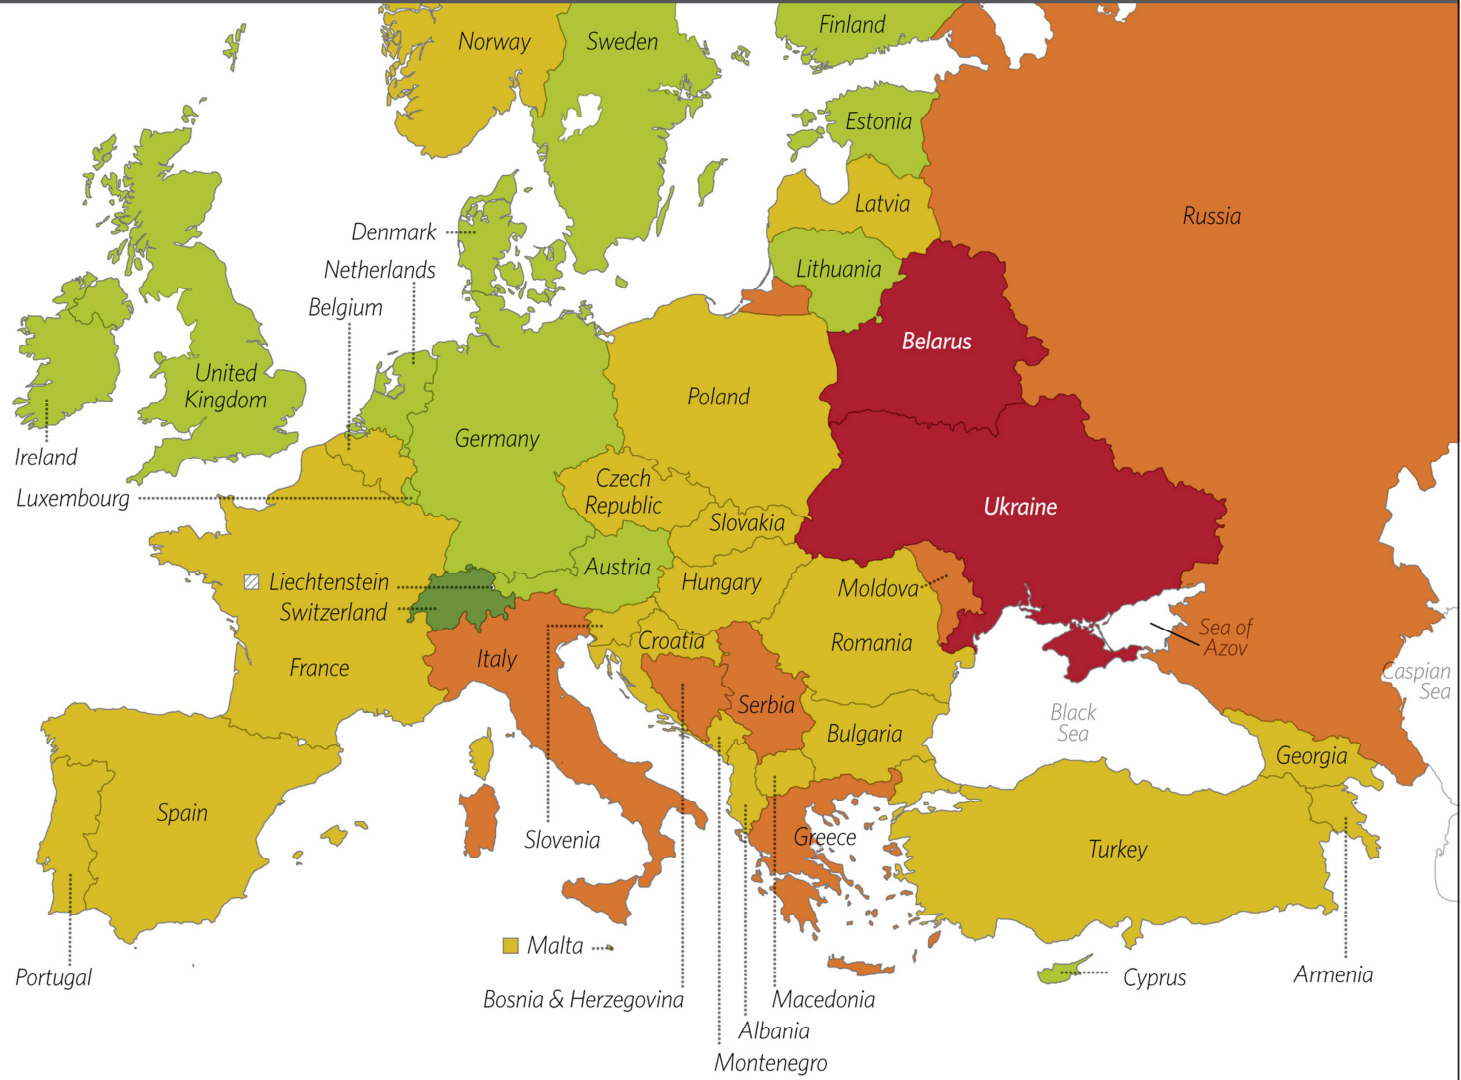 Norway
Sweden
Finland
Estonia
Latvia
Russia
Denmark
Lithuania
Netherlands
Belgium
Belarus
United
Kingdom
Poland
Germany
Ireland
Czech
Republic
Luxembourg
Ukraine
Slovakia
Austria
Liechtenstein
Hungary
Moldova
Switzerland
Croatia
Romania
Sea of
Azov
Italy
France
Caspian
Sea
Serbia
Black
Sea
Bulgaria
Georgia
Spain
Slovenia
Greece
Turkey
Malta
Portugal
Cyprus
Armenia
Bosnia & Herzegovina
Macedonia
Albania
Montenegro